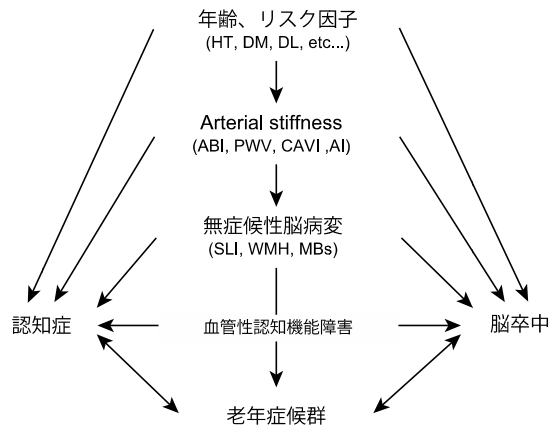 年齢、リスク因子
(HT, DM, DL, etc...)
Arterial stiffness
(ABI, PWV, CAVI ,AI)
無症候性脳病変
(SLI, WMH, MBs)
認知症
血管性認知機能障害
脳卒中
老年症候群